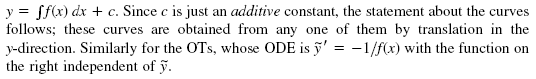 y = ∫f(x) dx + c. Since c is just an additive constant, the statement about the curves
follows; these curves are obtained from any one of them by translation in the
y-direction. Similarly for the OTs, whose ODE is ỹ′ = −1/f(x) with the function on
the right independent of ỹ.